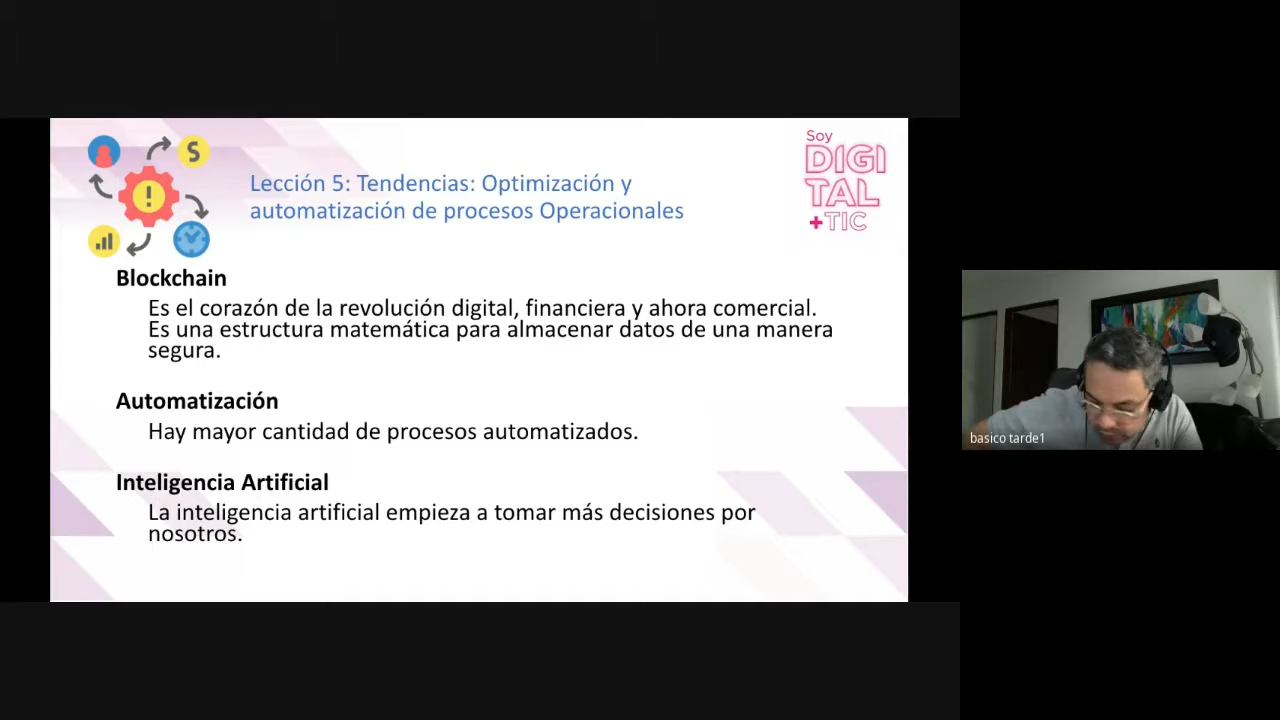 Soy
DIGI
TAL
+TIC
Lección 5: Tendencias: Optimización y
automatización de procesos Operacionales
Blockchain
Es el corazón de la revolución digital, financiera y ahora comercial.
Es una estructura matemática para almacenar datos de una manera
segura.
Automatización
Hay mayor cantidad de procesos automatizados.
Inteligencia Artificial
La inteligencia artificial empieza a tomar más decisiones por
nosotros.
basico tarde1